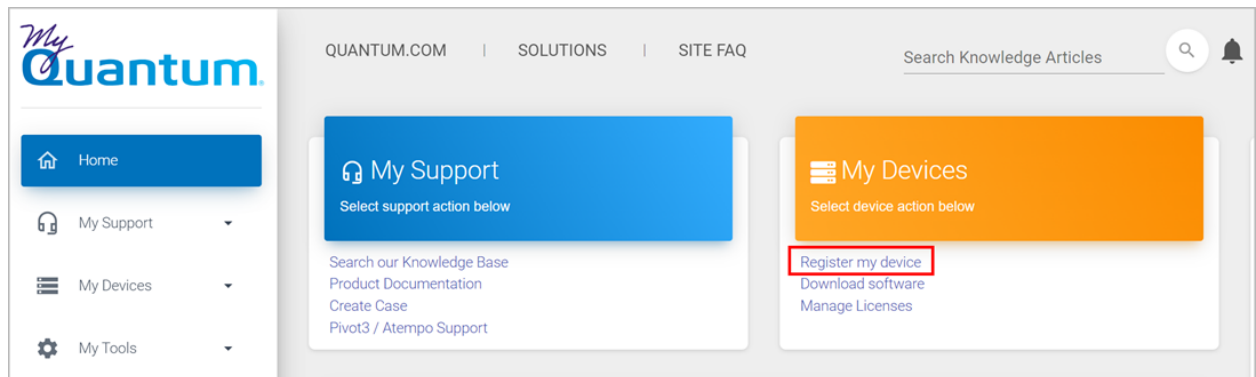 My
Quantum.
QUANTUM.COM | SOLUTIONS | SITE FAQ
Search Knowledge Articles
Home
My Support
My Devices
My Tools
My Support
Select support action below
Search our Knowledge Base
Product Documentation
Create Case
Pivot3 / Atempo Support
My Devices
Select device action below
Register my device
Download software
Manage Licenses